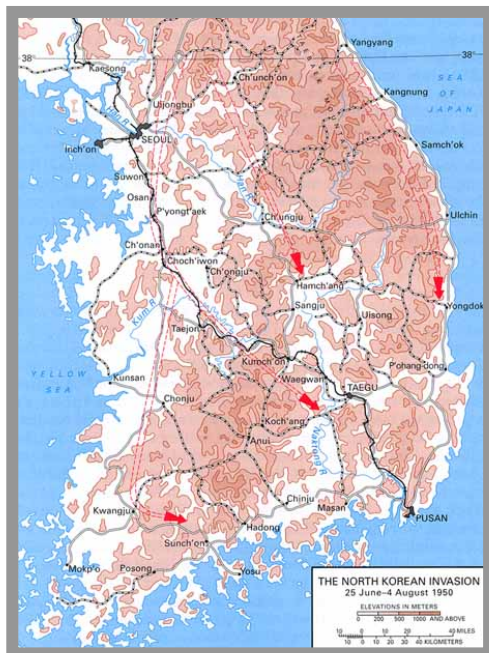 Yangyang
38°
38°
Kaesong
Ch'unch'on
SEA
OF
JAPAN
Uijongbu
Kangnung
Han R
SEOUL
Inch'on
Samch'ok
Suwon
Han R
Osan
Ulchin
P'yongt'aek
Ch'ungju
Ch'onan
Choch'iwon
Ch'ongju
Hamch'ang
Kum R
Sangju
Uisong
Yongdok
Taejon
Kumch'on
P'ohang-dong
YELLOW
SEA
Kunsan
Waegwan
TAEGU
Chonju
Koch'ang
Anui
Naktong R
Kwangju
Chinju
Masan
PUSAN
Hadong
Sunch'on
Mokp'o
Posong
Yosu
THE NORTH KOREAN INVASION
25 June–4 August 1950
ELEVATIONS IN METERS
0 200 500 1000 AND ABOVE
10 0 10 20 40 MILES
10 0 10 20 30 40 KILOMETERS